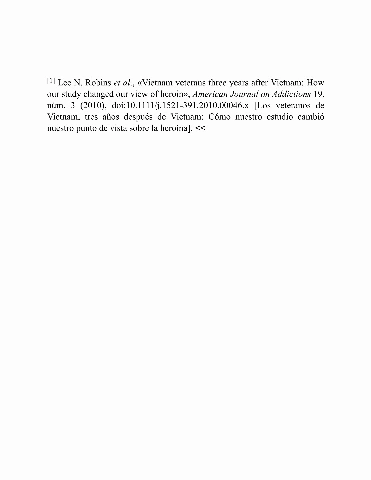 [1] Lee N. Robins et al., «Vietnam veterans three years after Vietnam: How
our study changed our view of heroin», American Journal on Addictions 19,
núm. 3 (2010), doi:10.1111/j.1521-391.2010.00046.x [Los veteranos de
Vietnam, tres años después de Vietnam: Cómo nuestro estudio cambió
nuestro punto de vista sobre la heroína]. <<